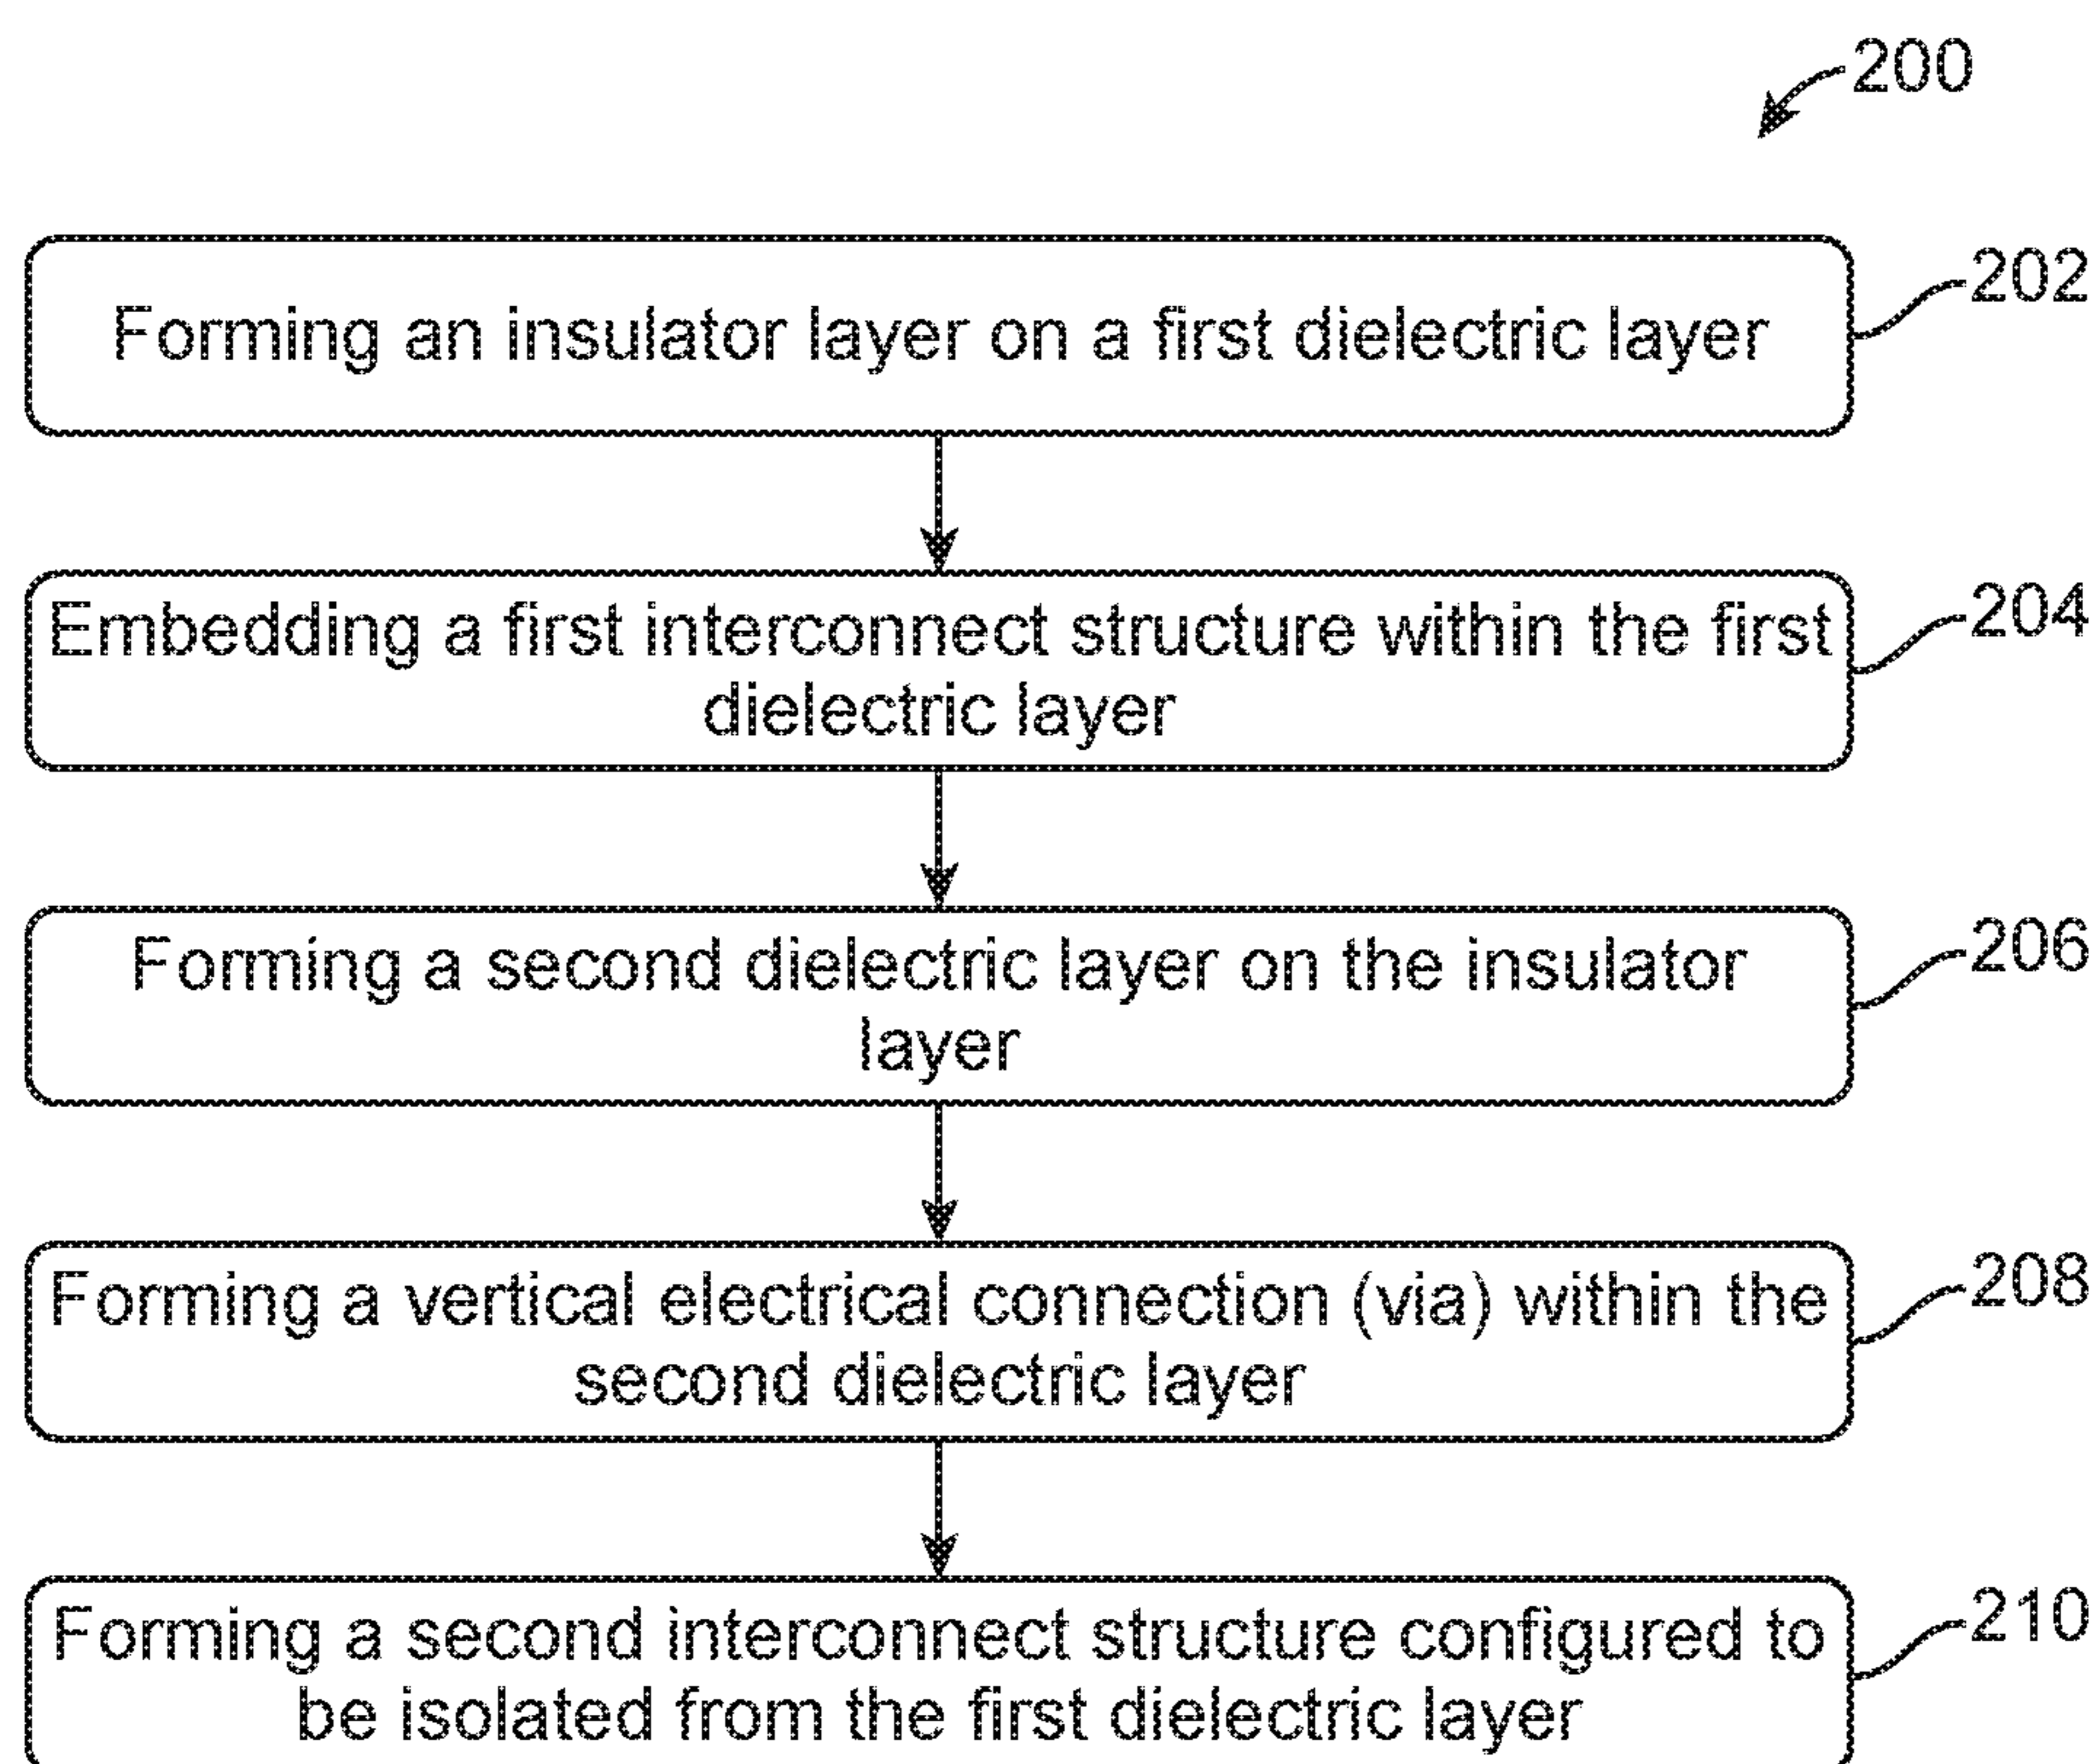 200
Forming an insulator layer on a first dielectric layer
202
Embedding a first interconnect structure within the first
dielectric layer
204
Forming a second dielectric layer on the insulator
layer
206
Forming a vertical electrical connection (via) within the
second dielectric layer
208
Forming a second interconnect structure configured to
be isolated from the first dielectric layer
210